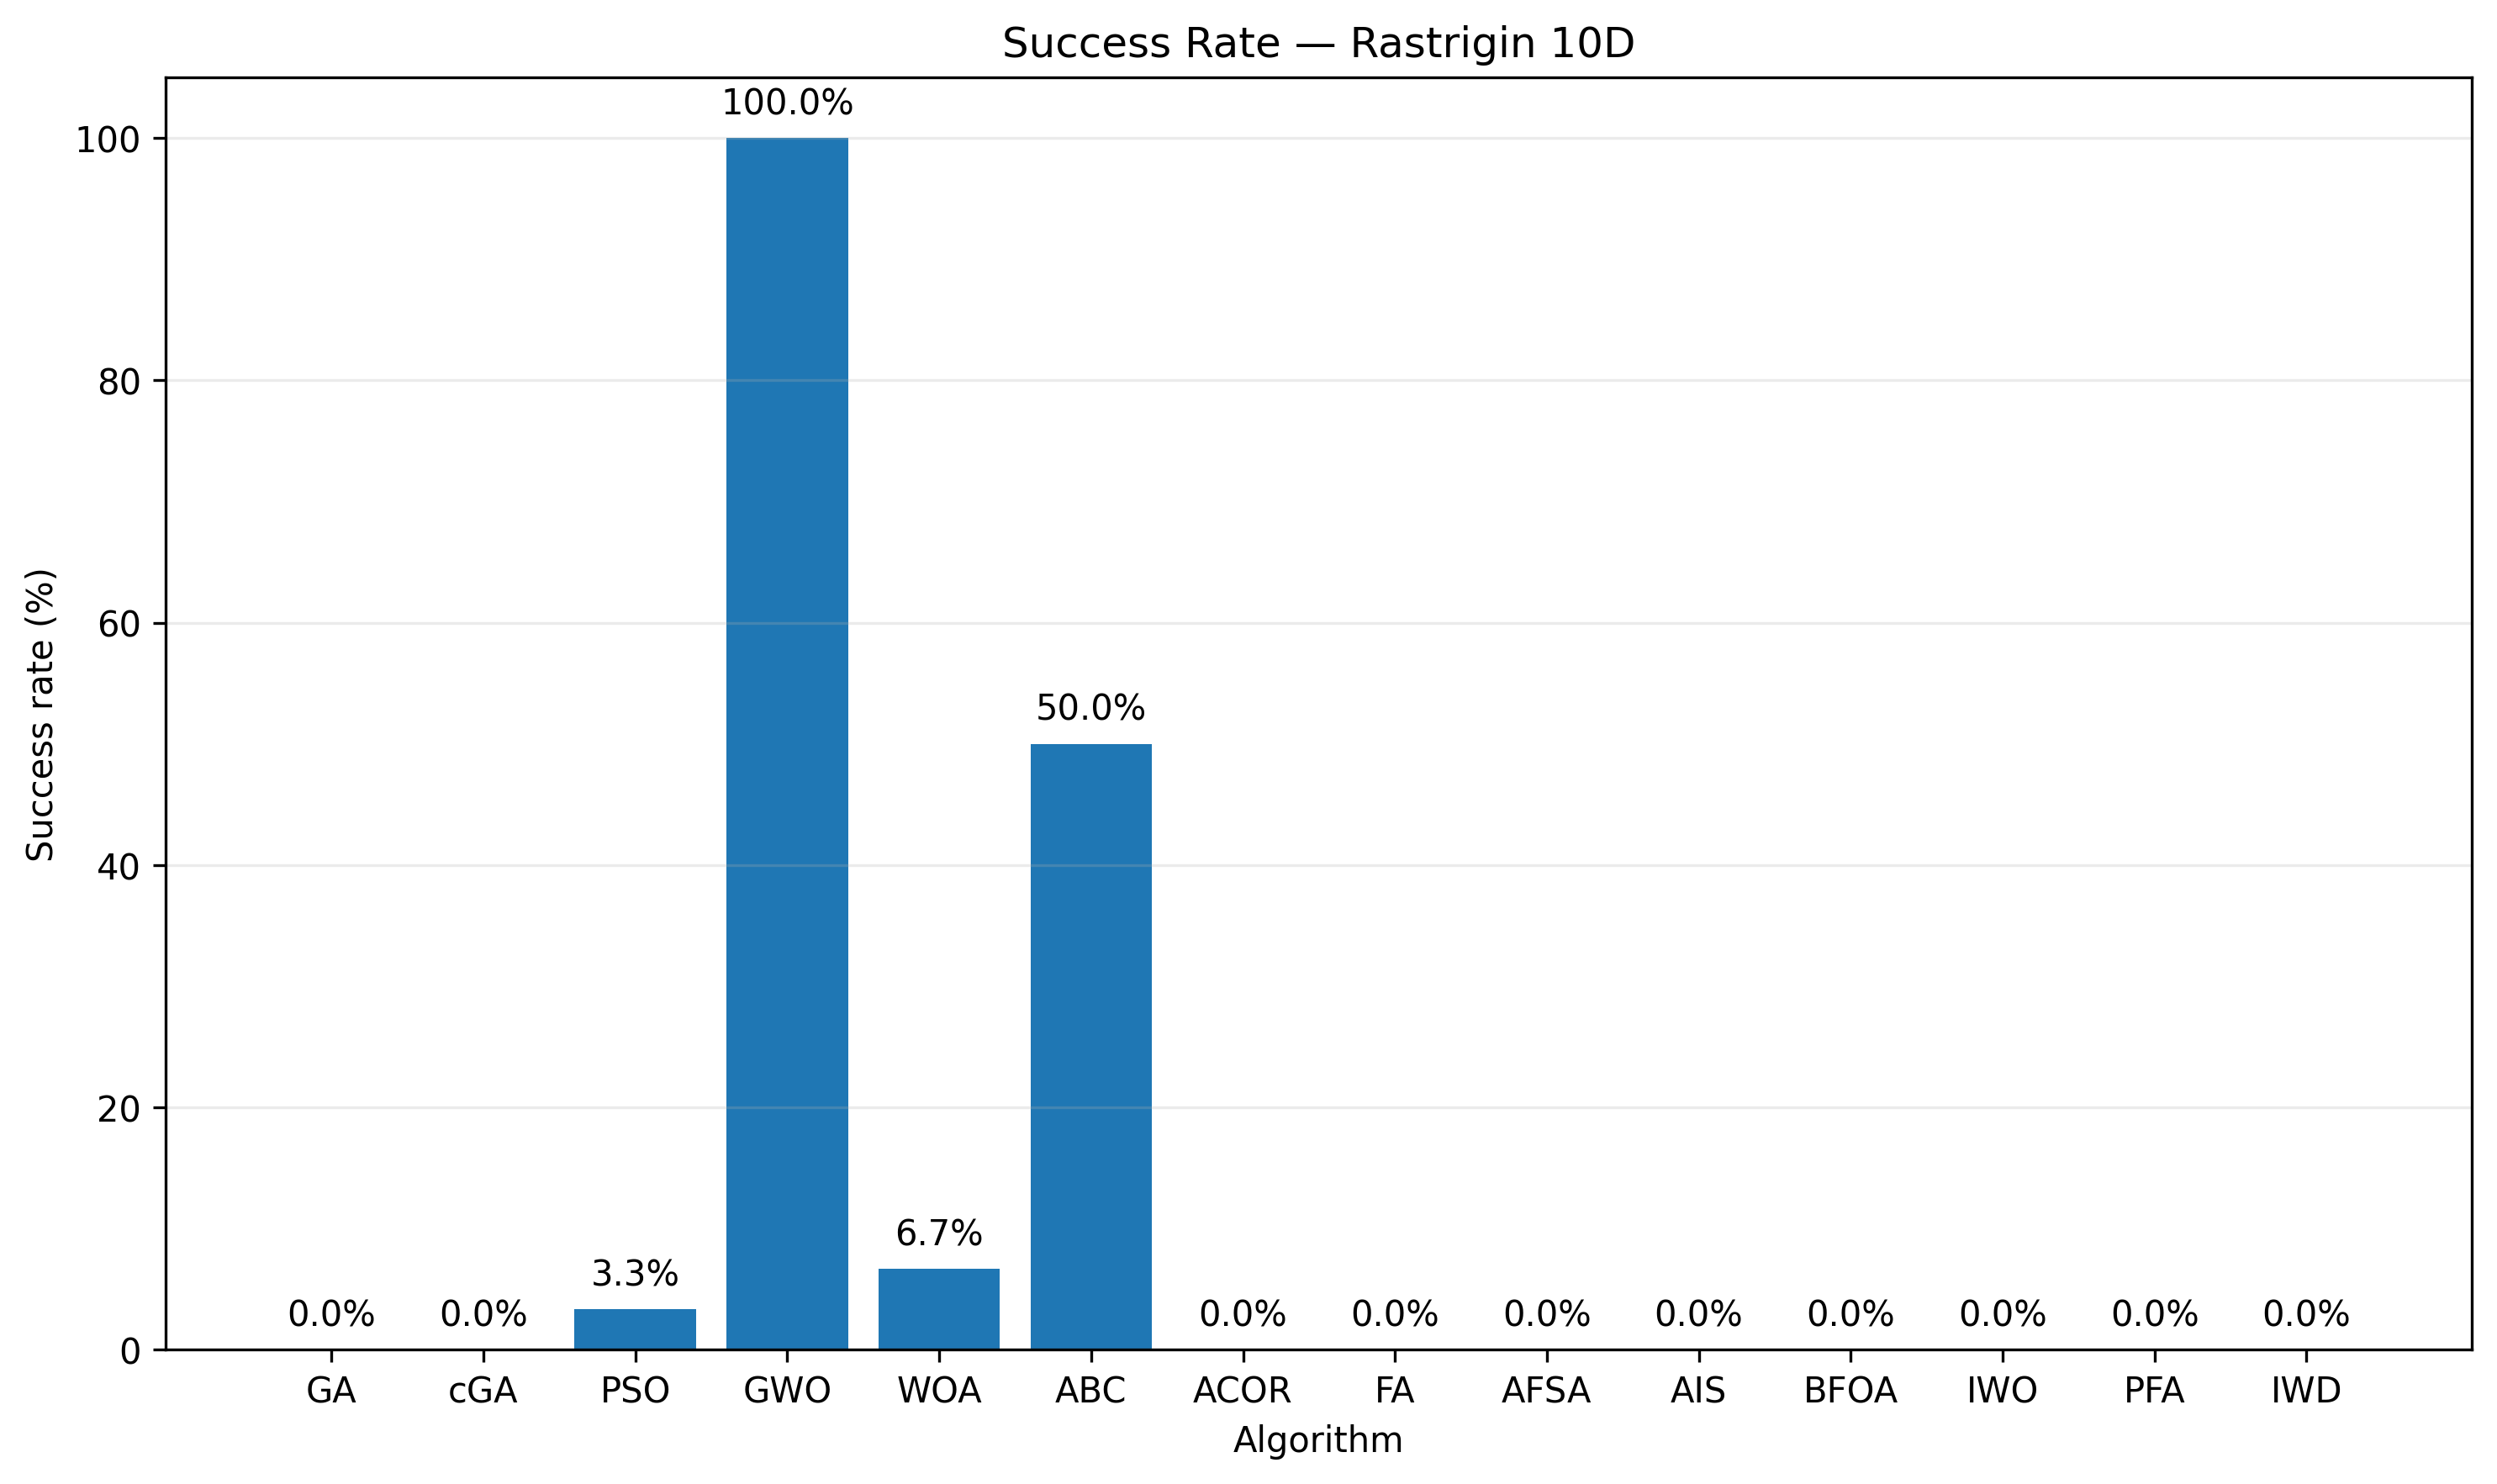 Success Rate — Rastrigin 10D
100.0%
100
80
60
50.0%
40
20
6.7%
3.3%
0.0% 0.0% 0.0% 0.0% 0.0% 0.0% 0.0% 0.0% 0.0% 0.0%
0
Success rate (%)
GA cGA PSO GWO WOA ABC ACOR FA AFSA AIS BFOA IWO PFA IWD
Algorithm